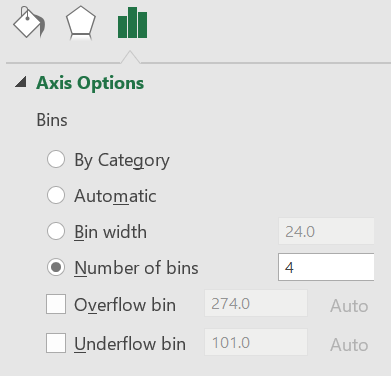 Axis Options
Bins
By Category
Automatic
Bin width 24.0
Number of bins 4
Overflow bin 274.0 Auto
Underflow bin 101.0 Auto